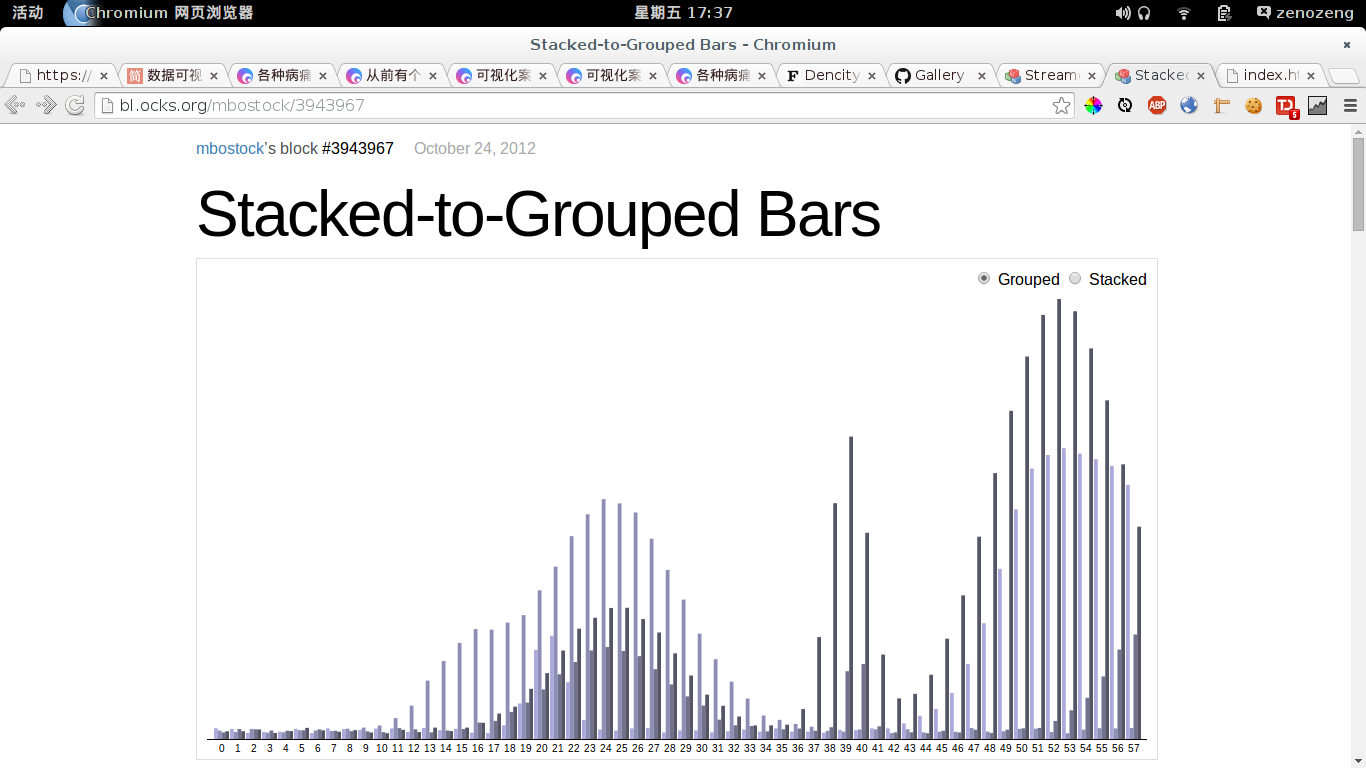 活动 Chromium 网页浏览器 星期五 17:37 zenozeng
Stacked-to-Grouped Bars - Chromium
https:// 数据可视 各种病痛 从前有个 可视化案 可视化案 各种病痛 Dencity Gallery Stream Stacked index.h
bl.ocks.org/mbostock/3943967 ABP 5
mbostock's block #3943967 October 24, 2012
Stacked-to-Grouped Bars
Grouped Stacked
0 1 2 3 4 5 6 7 8 9 10 11 12 13 14 15 16 17 18 19 20 21 22 23 24 25 26 27 28 29 30 31 32 33 34 35 36 37 38 39 40 41 42 43 44 45 46 47 48 49 50 51 52 53 54 55 56 57